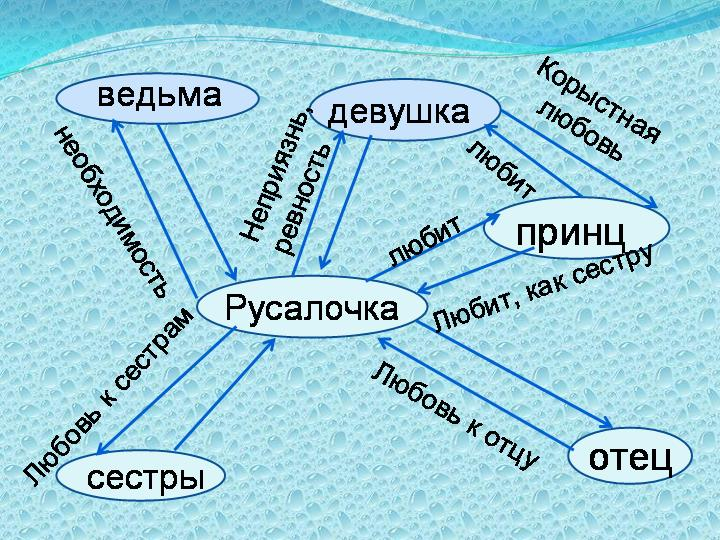 ведьма
девушка
Корыстная
любовь
необходимость
Неприязнь,
ревность
любит
любит
принц
Любит, как сестру
Русалочка
Любовь к сестрам
Любовь к отцу
сестры
отец